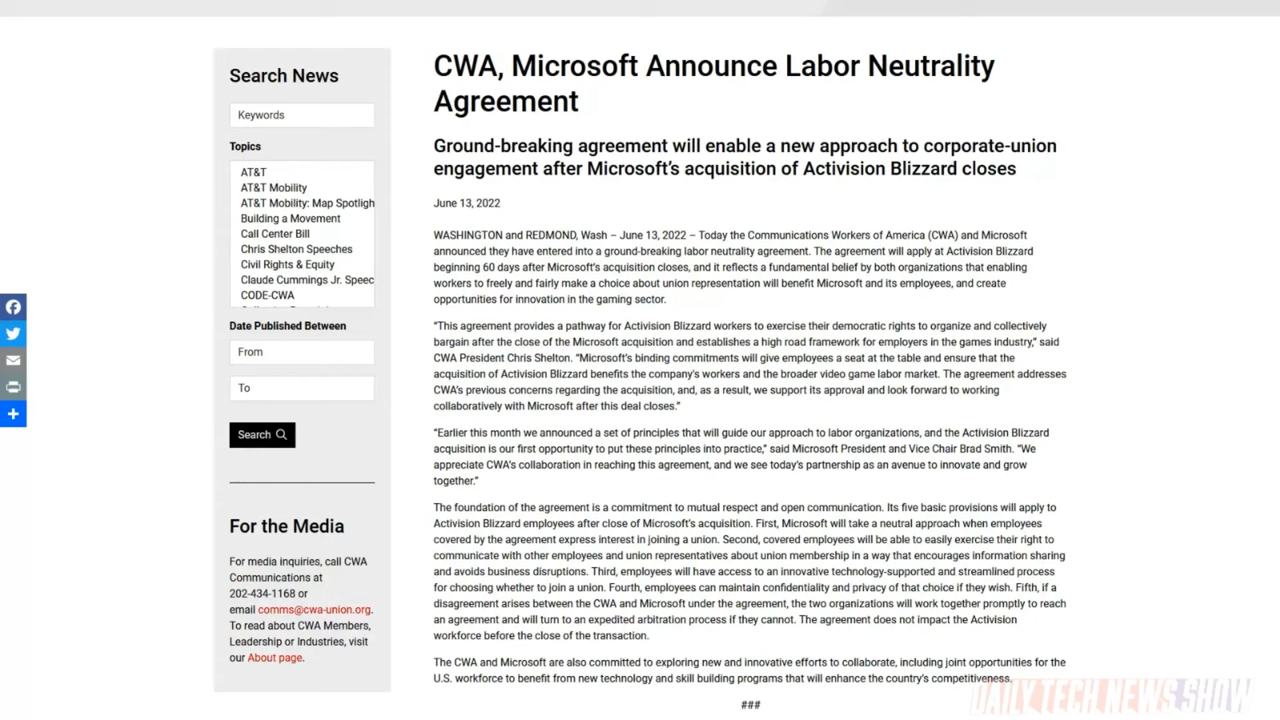 Search News
Keywords
Topics
AT&T
AT&T Mobility
AT&T Mobility: Map Spotligh
Building a Movement
Call Center Bill
Chris Shelton Speeches
Civil Rights & Equity
Claude Cummings Jr. Speec
CODE-CWA
Date Published Between
From
To
Search
For the Media
For media inquiries, call CWA
Communications at
202-434-1168 or
email comms@cwa-union.org.
To read about CWA Members,
Leadership or Industries, visit
our About page.
CWA, Microsoft Announce Labor Neutrality
Agreement
Ground-breaking agreement will enable a new approach to corporate-union
engagement after Microsoft's acquisition of Activision Blizzard closes
June 13, 2022
WASHINGTON and REDMOND, Wash – June 13, 2022 – Today the Communications Workers of America (CWA) and Microsoft
announced they have entered into a ground-breaking labor neutrality agreement. The agreement will apply at Activision Blizzard
beginning 60 days after Microsoft's acquisition closes, and it reflects a fundamental belief by both organizations that enabling
workers to freely and fairly make a choice about union representation will benefit Microsoft and its employees, and create
opportunities for innovation in the gaming sector.
“This agreement provides a pathway for Activision Blizzard workers to exercise their democratic rights to organize and collectively
bargain after the close of the Microsoft acquisition and establishes a high road framework for employers in the games industry,” said
CWA President Chris Shelton. “Microsoft's binding commitments will give employees a seat at the table and ensure that the
acquisition of Activision Blizzard benefits the company's workers and the broader video game labor market. The agreement addresses
CWA's previous concerns regarding the acquisition, and, as a result, we support its approval and look forward to working
collaboratively with Microsoft after this deal closes.”
“Earlier this month we announced a set of principles that will guide our approach to labor organizations, and the Activision Blizzard
acquisition is our first opportunity to put these principles into practice,” said Microsoft President and Vice Chair Brad Smith. “We
appreciate CWA's collaboration in reaching this agreement, and we see today's partnership as an avenue to innovate and grow
together.”
The foundation of the agreement is a commitment to mutual respect and open communication. Its five basic provisions will apply to
Activision Blizzard employees after close of Microsoft's acquisition. First, Microsoft will take a neutral approach when employees
covered by the agreement express interest in joining a union. Second, covered employees will be able to easily exercise their right to
communicate with other employees and union representatives about union membership in a way that encourages information sharing
and avoids business disruptions. Third, employees will have access to an innovative technology-supported and streamlined process
for choosing whether to join a union. Fourth, employees can maintain confidentiality and privacy of that choice if they wish. Fifth, if a
disagreement arises between the CWA and Microsoft under the agreement, the two organizations will work together promptly to reach
an agreement and will turn to an expedited arbitration process if they cannot. The agreement does not impact the Activision
workforce before the close of the transaction.
The CWA and Microsoft are also committed to exploring new and innovative efforts to collaborate, including joint opportunities for the
U.S. workforce to benefit from new technology and skill building programs that will enhance the country's competitiveness.
###
DAILY TECH NEWS SHOW